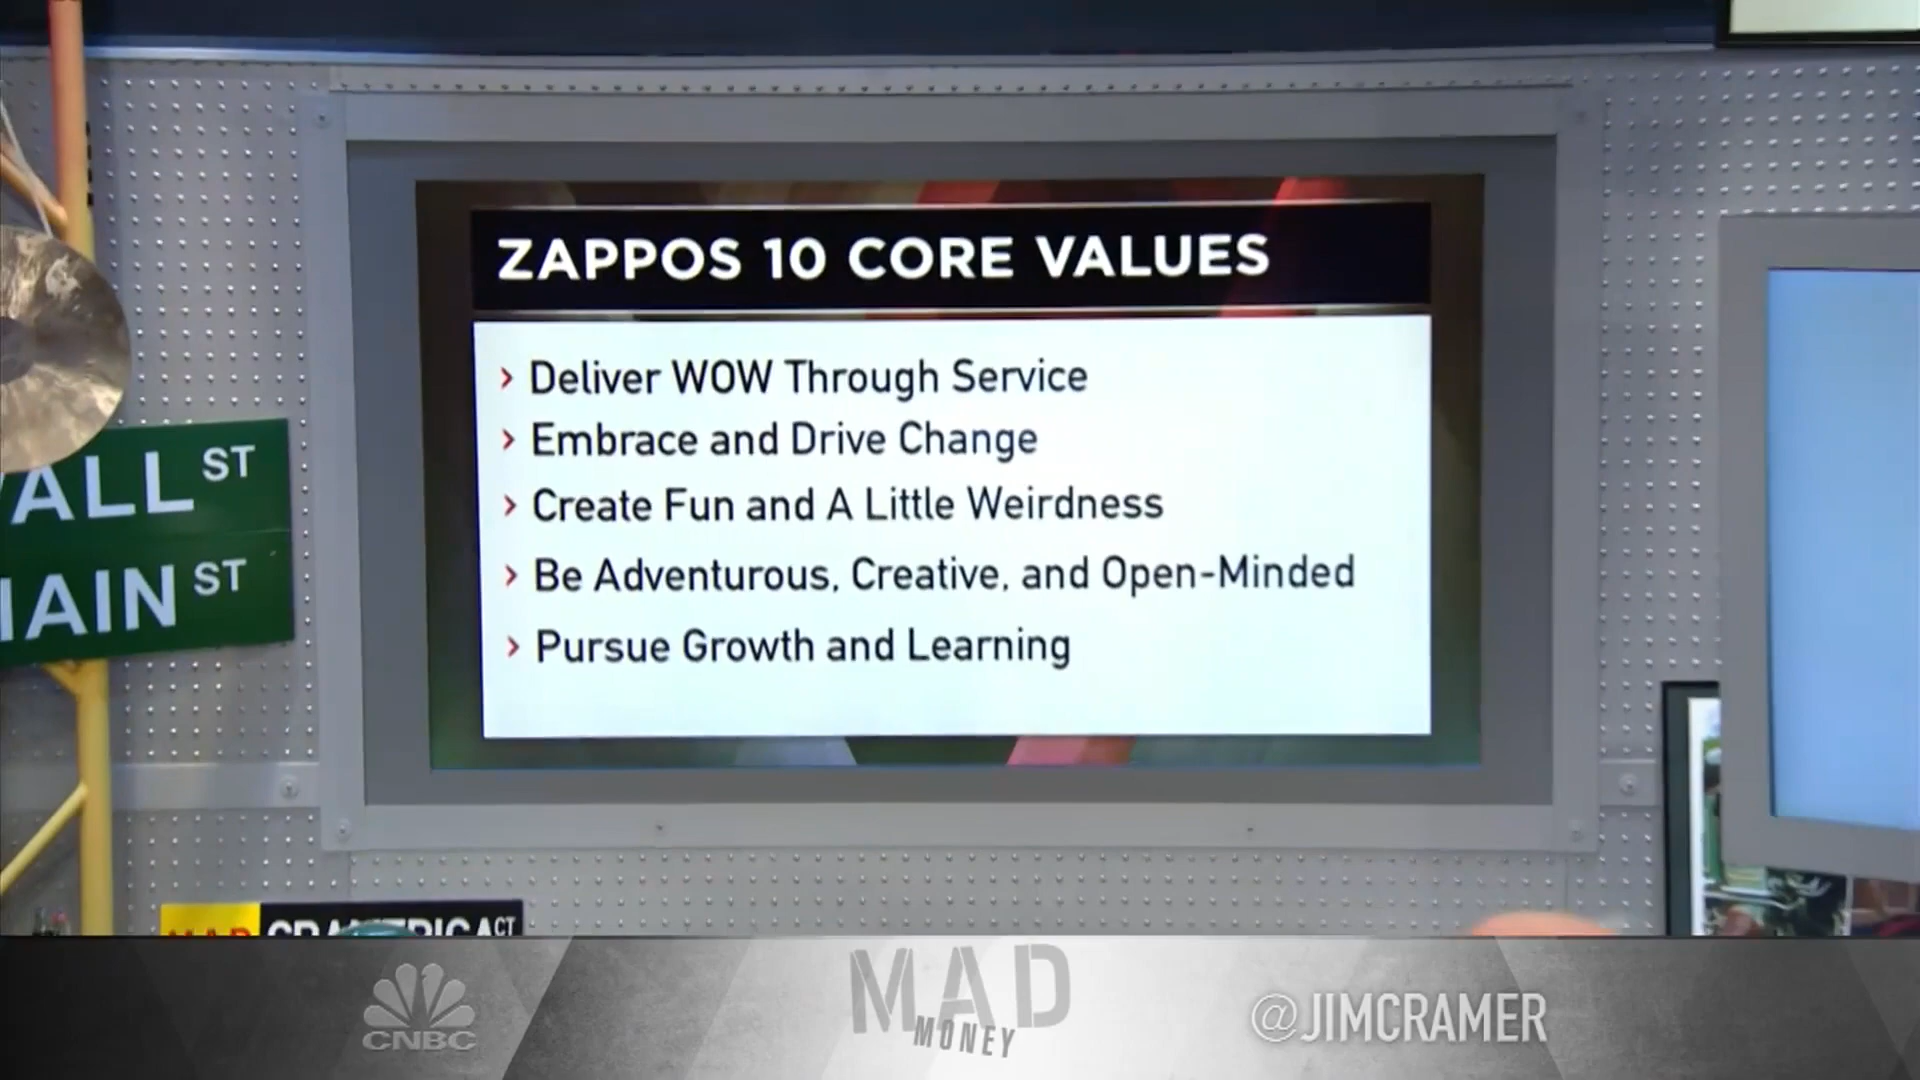 ZAPPOS 10 CORE VALUES
› Deliver WOW Through Service
› Embrace and Drive Change
› Create Fun and A Little Weirdness
› Be Adventurous, Creative, and Open-Minded
› Pursue Growth and Learning
ALL ST
AIN ST
MAD
CNBC
MAD
MONEY
@JIMCRAMER